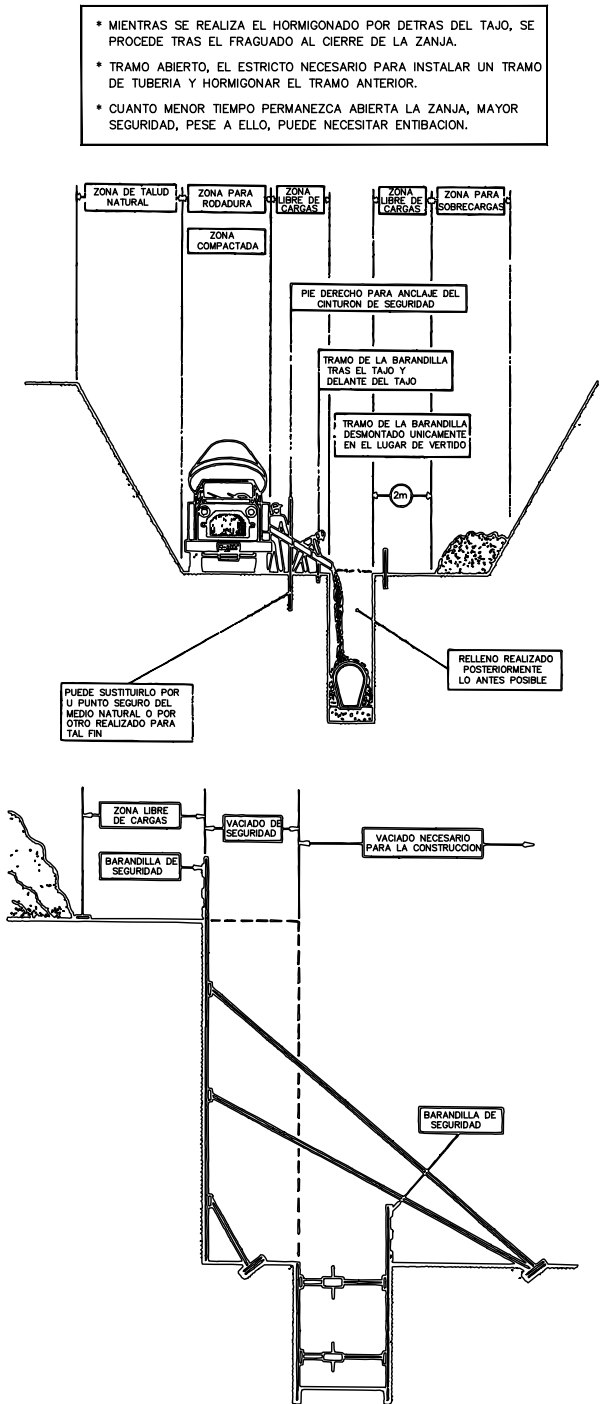 * MIENTRAS SE REALIZA EL HORMIGONADO POR DETRAS DEL TAJO, SE
PROCEDE TRAS EL FRAGUADO AL CIERRE DE LA ZANJA.
* TRAMO ABIERTO, EL ESTRICTO NECESARIO PARA INSTALAR UN TRAMO
DE TUBERIA Y HORMIGONAR EL TRAMO ANTERIOR.
* CUANTO MENOR TIEMPO PERMANEZCA ABIERTA LA ZANJA, MAYOR
SEGURIDAD, PESE A ELLO, PUEDE NECESITAR ENTIBACION.
ZONA DE TALUD
NATURAL
ZONA PARA
RODADURA
ZONA
LIBRE DE
CARGAS
ZONA
LIBRE DE
CARGAS
ZONA PARA
SOBRECARGAS
ZONA
COMPACTADA
PIE DERECHO PARA ANCLAJE DEL
CINTURON DE SEGURIDAD
TRAMO DE LA BARANDILLA
TRAS EL TAJO Y
DELANTE DEL TAJO
TRAMO DE LA BARANDILLA
DESMONTADO UNICAMENTE
EN EL LUGAR DE VERTIDO
2m
RELLENO REALIZADO
POSTERIORMENTE
LO ANTES POSIBLE
PUEDE SUSTITUIRLO POR
U PUNTO SEGURO DEL
MEDIO NATURAL O POR
OTRO REALIZADO PARA
TAL FIN
ZONA LIBRE
DE CARGAS
VACIADO DE
SEGURIDAD
VACIADO NECESARIO
PARA LA CONSTRUCCION
BARANDILLA DE
SEGURIDAD
BARANDILLA DE
SEGURIDAD